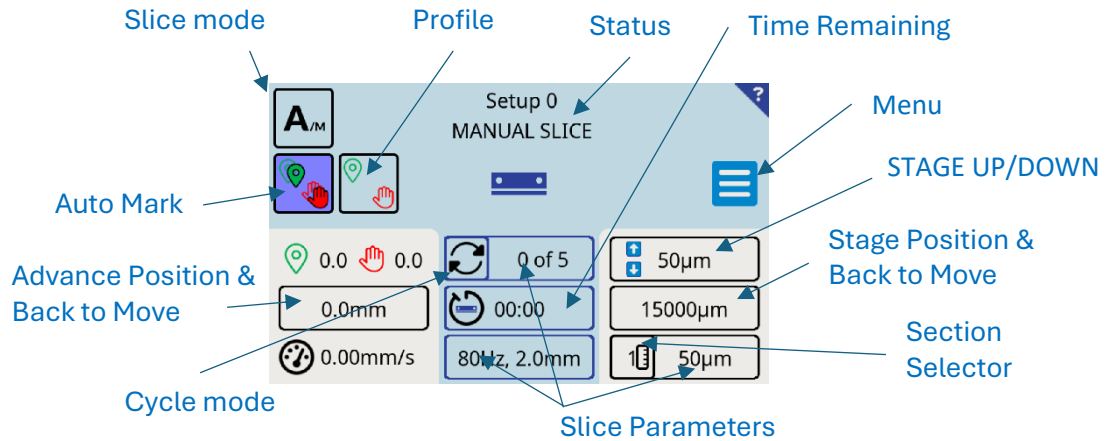 Slice mode
Profile
Status
Time Remaining
A/M
Setup 0
MANUAL SLICE
?
Menu
STAGE UP/DOWN
Auto Mark
Stage Position &
Back to Move
Advance Position &
Back to Move
0.0
0.0
0 of 5
50µm
0.0mm
00:00
15000µm
0.00mm/s
80Hz, 2.0mm
1
50µm
Section
Selector
Cycle mode
Slice Parameters